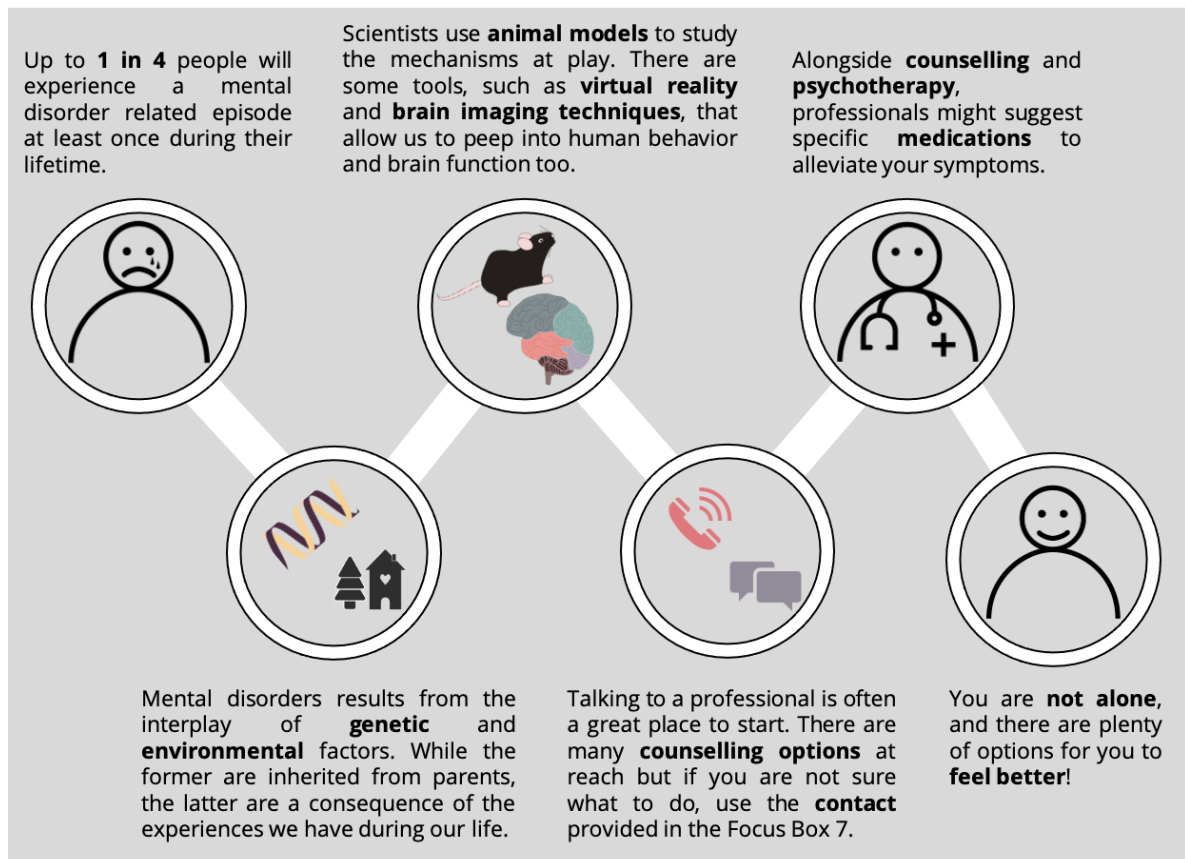 Up to 1 in 4 people will
experience a mental
disorder related episode
at least once during their
lifetime.
Mental disorders results from the
interplay of genetic and
environmental factors. While the
former are inherited from parents,
the latter are a consequence of the
experiences we have during our life.
Scientists use animal models to study
the mechanisms at play. There are
some tools, such as virtual reality
and brain imaging techniques, that
allow us to peep into human behavior
and brain function too.
Talking to a professional is often
a great place to start. There are
many counselling options at
reach but if you are not sure
what to do, use the contact
provided in the Focus Box 7.
Alongside counselling and
psychotherapy,
professionals might suggest
specific medications to
alleviate your symptoms.
You are not alone,
and there are plenty
of options for you to
feel better!